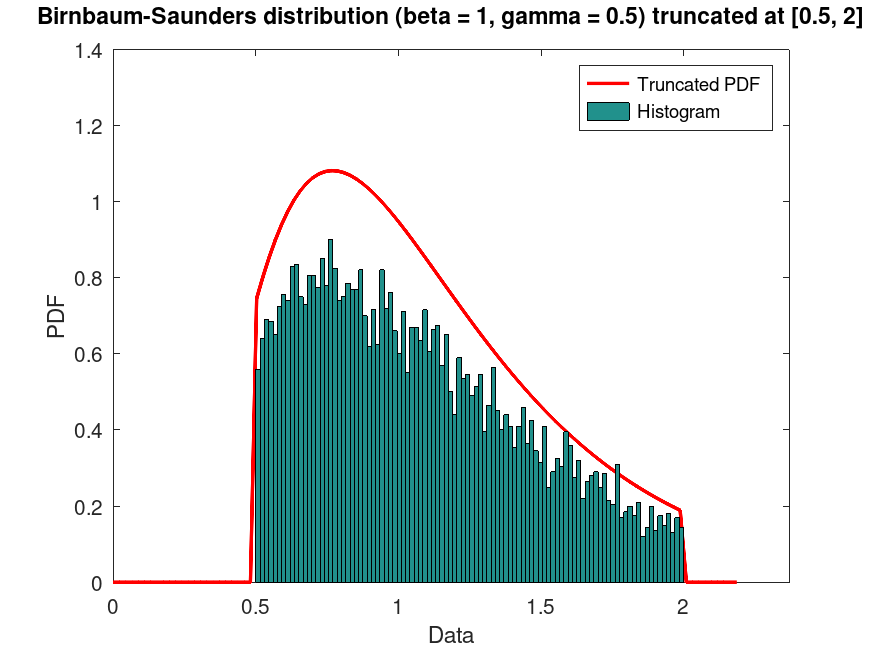 Birnbaum-Saunders distribution (beta = 1, gamma = 0.5) truncated at [0.5, 2]
1.4
1.2
1
0.8
0.6
0.4
0.2
0
PDF
Truncated PDF
Histogram
0
0.5
1
1.5
2
Data